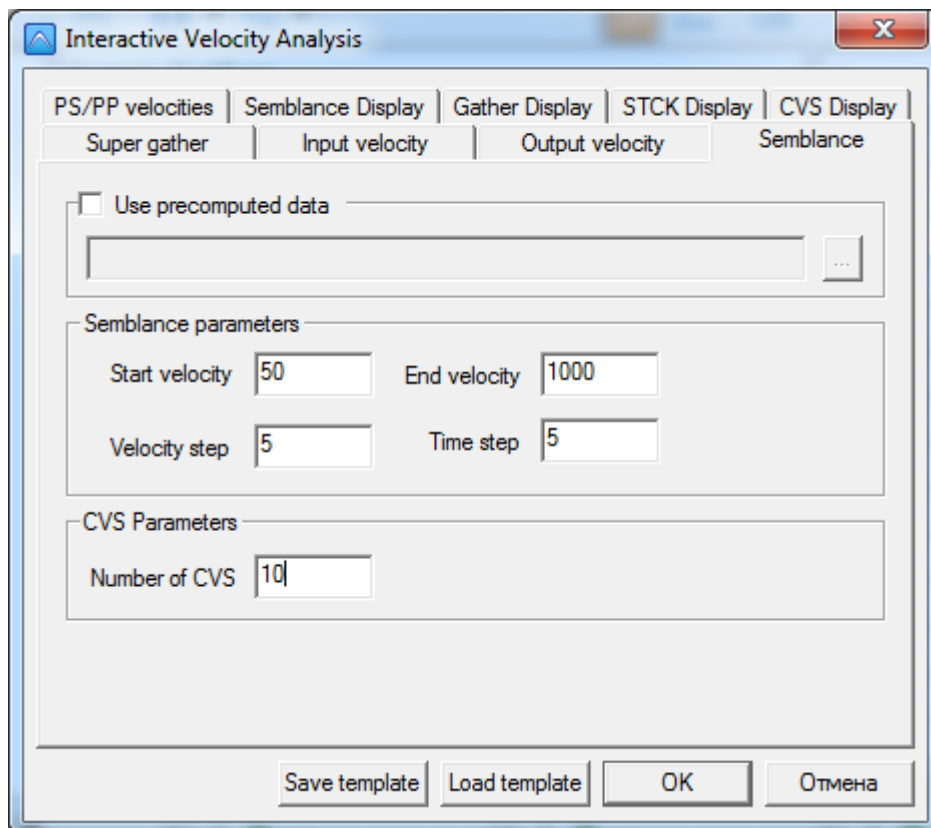 Interactive Velocity Analysis
PS/PP velocities Semblance Display Gather Display STCK Display CVS Display
Super gather Input velocity Output velocity Semblance
Use precomputed data
...
Semblance parameters
Start velocity 50 End velocity 1000
Velocity step 5 Time step 5
CVS Parameters
Number of CVS 10
Save template Load template OK Отмена